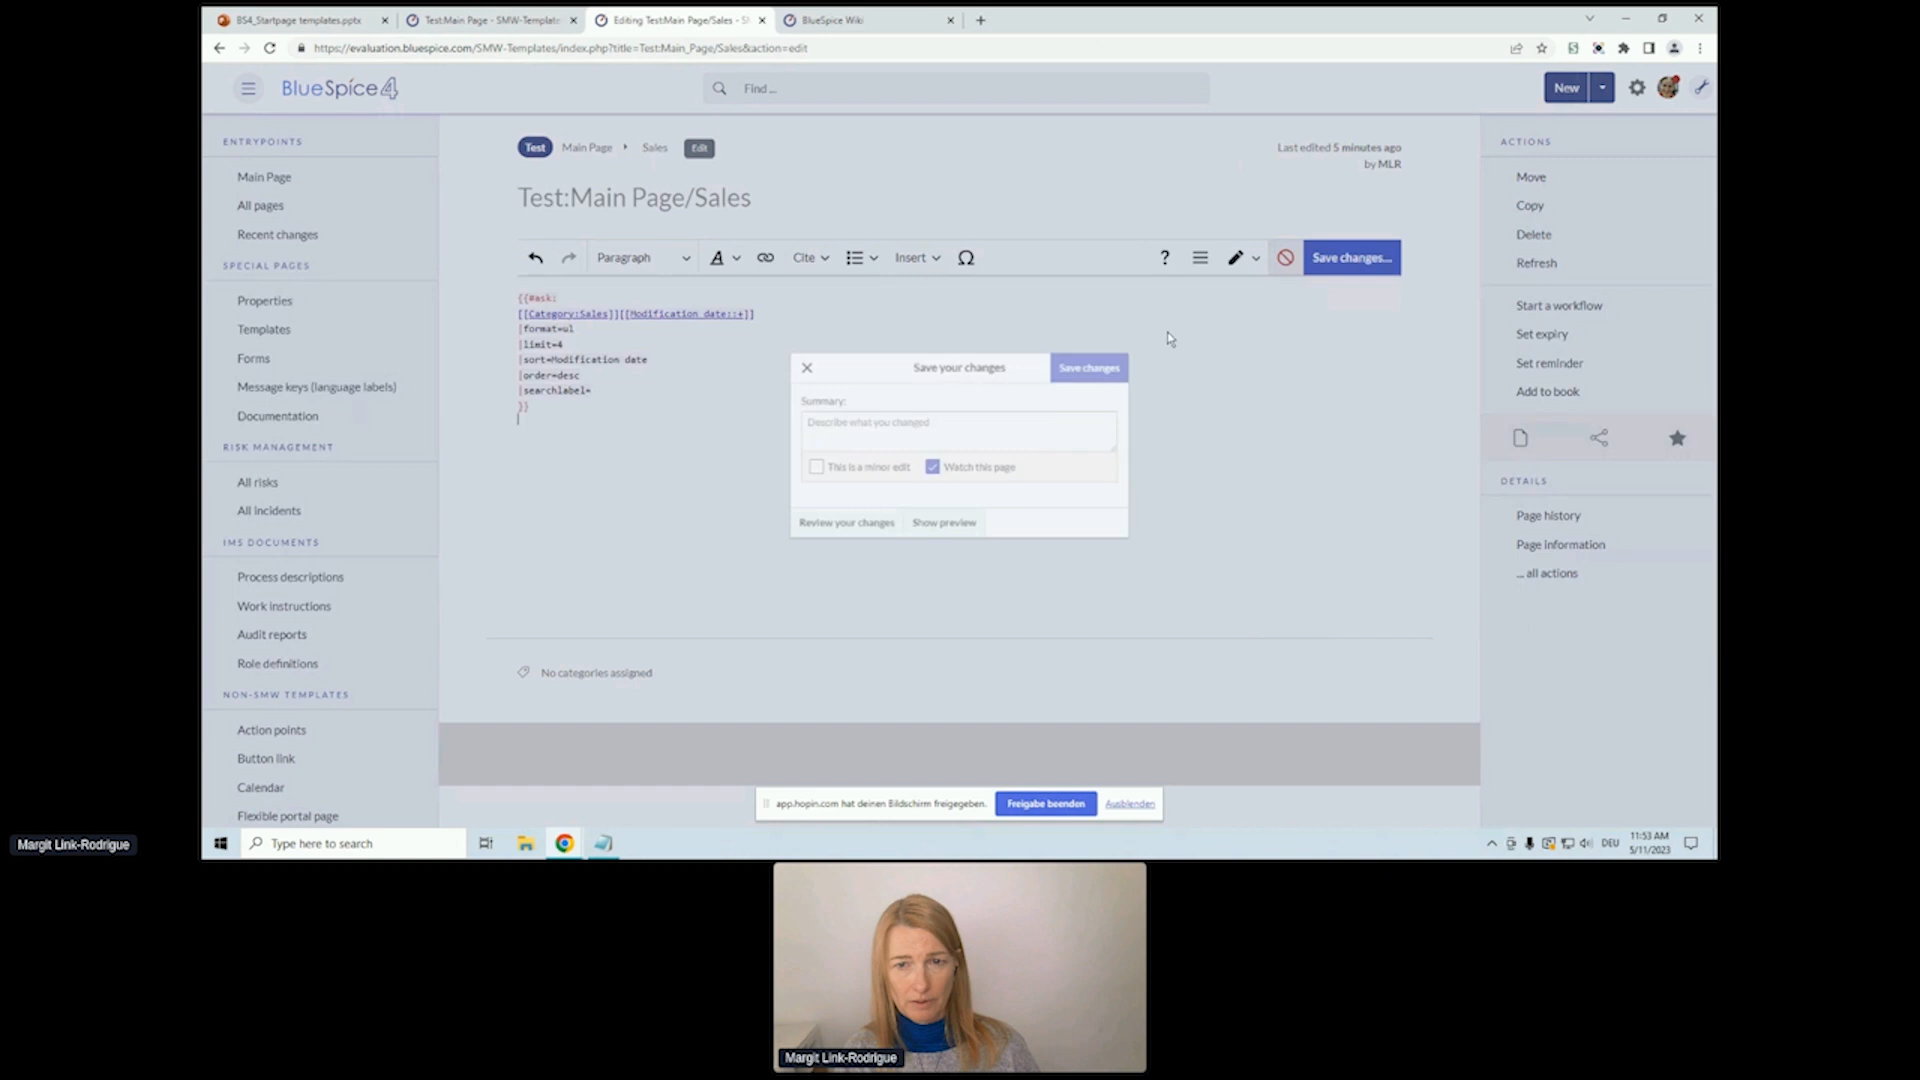 BS4_Startpage templates.pptx
Test:Main Page - SMW-Template
Editing Test:Main Page/Sales - S
BlueSpice Wiki
https://evaluation.bluespice.com/SMW-Templates/index.php?title=Test:Main_Page/Sales&action=edit
BlueSpice4
Find ...
New
ENTRYPOINTS
Main Page
All pages
Recent changes
SPECIAL PAGES
Properties
Templates
Forms
Message keys (language labels)
Documentation
RISK MANAGEMENT
All risks
All incidents
IMS DOCUMENTS
Process descriptions
Work instructions
Audit reports
Role definitions
NON-SMW TEMPLATES
Action points
Button link
Calendar
Flexible portal page
Test Main Page Sales Edit
Last edited 5 minutes ago
by MLR
Test:Main Page/Sales
Paragraph
A
Cite
Insert
Ω
?
Save changes...
{{#ask:
[[Category:Sales]][[Modification date::+]]
|format=ul
|limit=4
|sort=Modification date
|order=desc
|searchlabel=
}}
Save your changes
Save changes
Summary:
Describe what you changed
This is a minor edit
Watch this page
Review your changes
Show preview
No categories assigned
ACTIONS
Move
Copy
Delete
Refresh
Start a workflow
Set expiry
Set reminder
Add to book
DETAILS
Page history
Page information
... all actions
app.hopin.com hat deinen Bildschirm freigegeben.
Freigabe beenden
Ausblenden
Type here to search
DEU
11:53 AM
5/11/2023
Margit Link-Rodrigue
Margit Link-Rodrigue